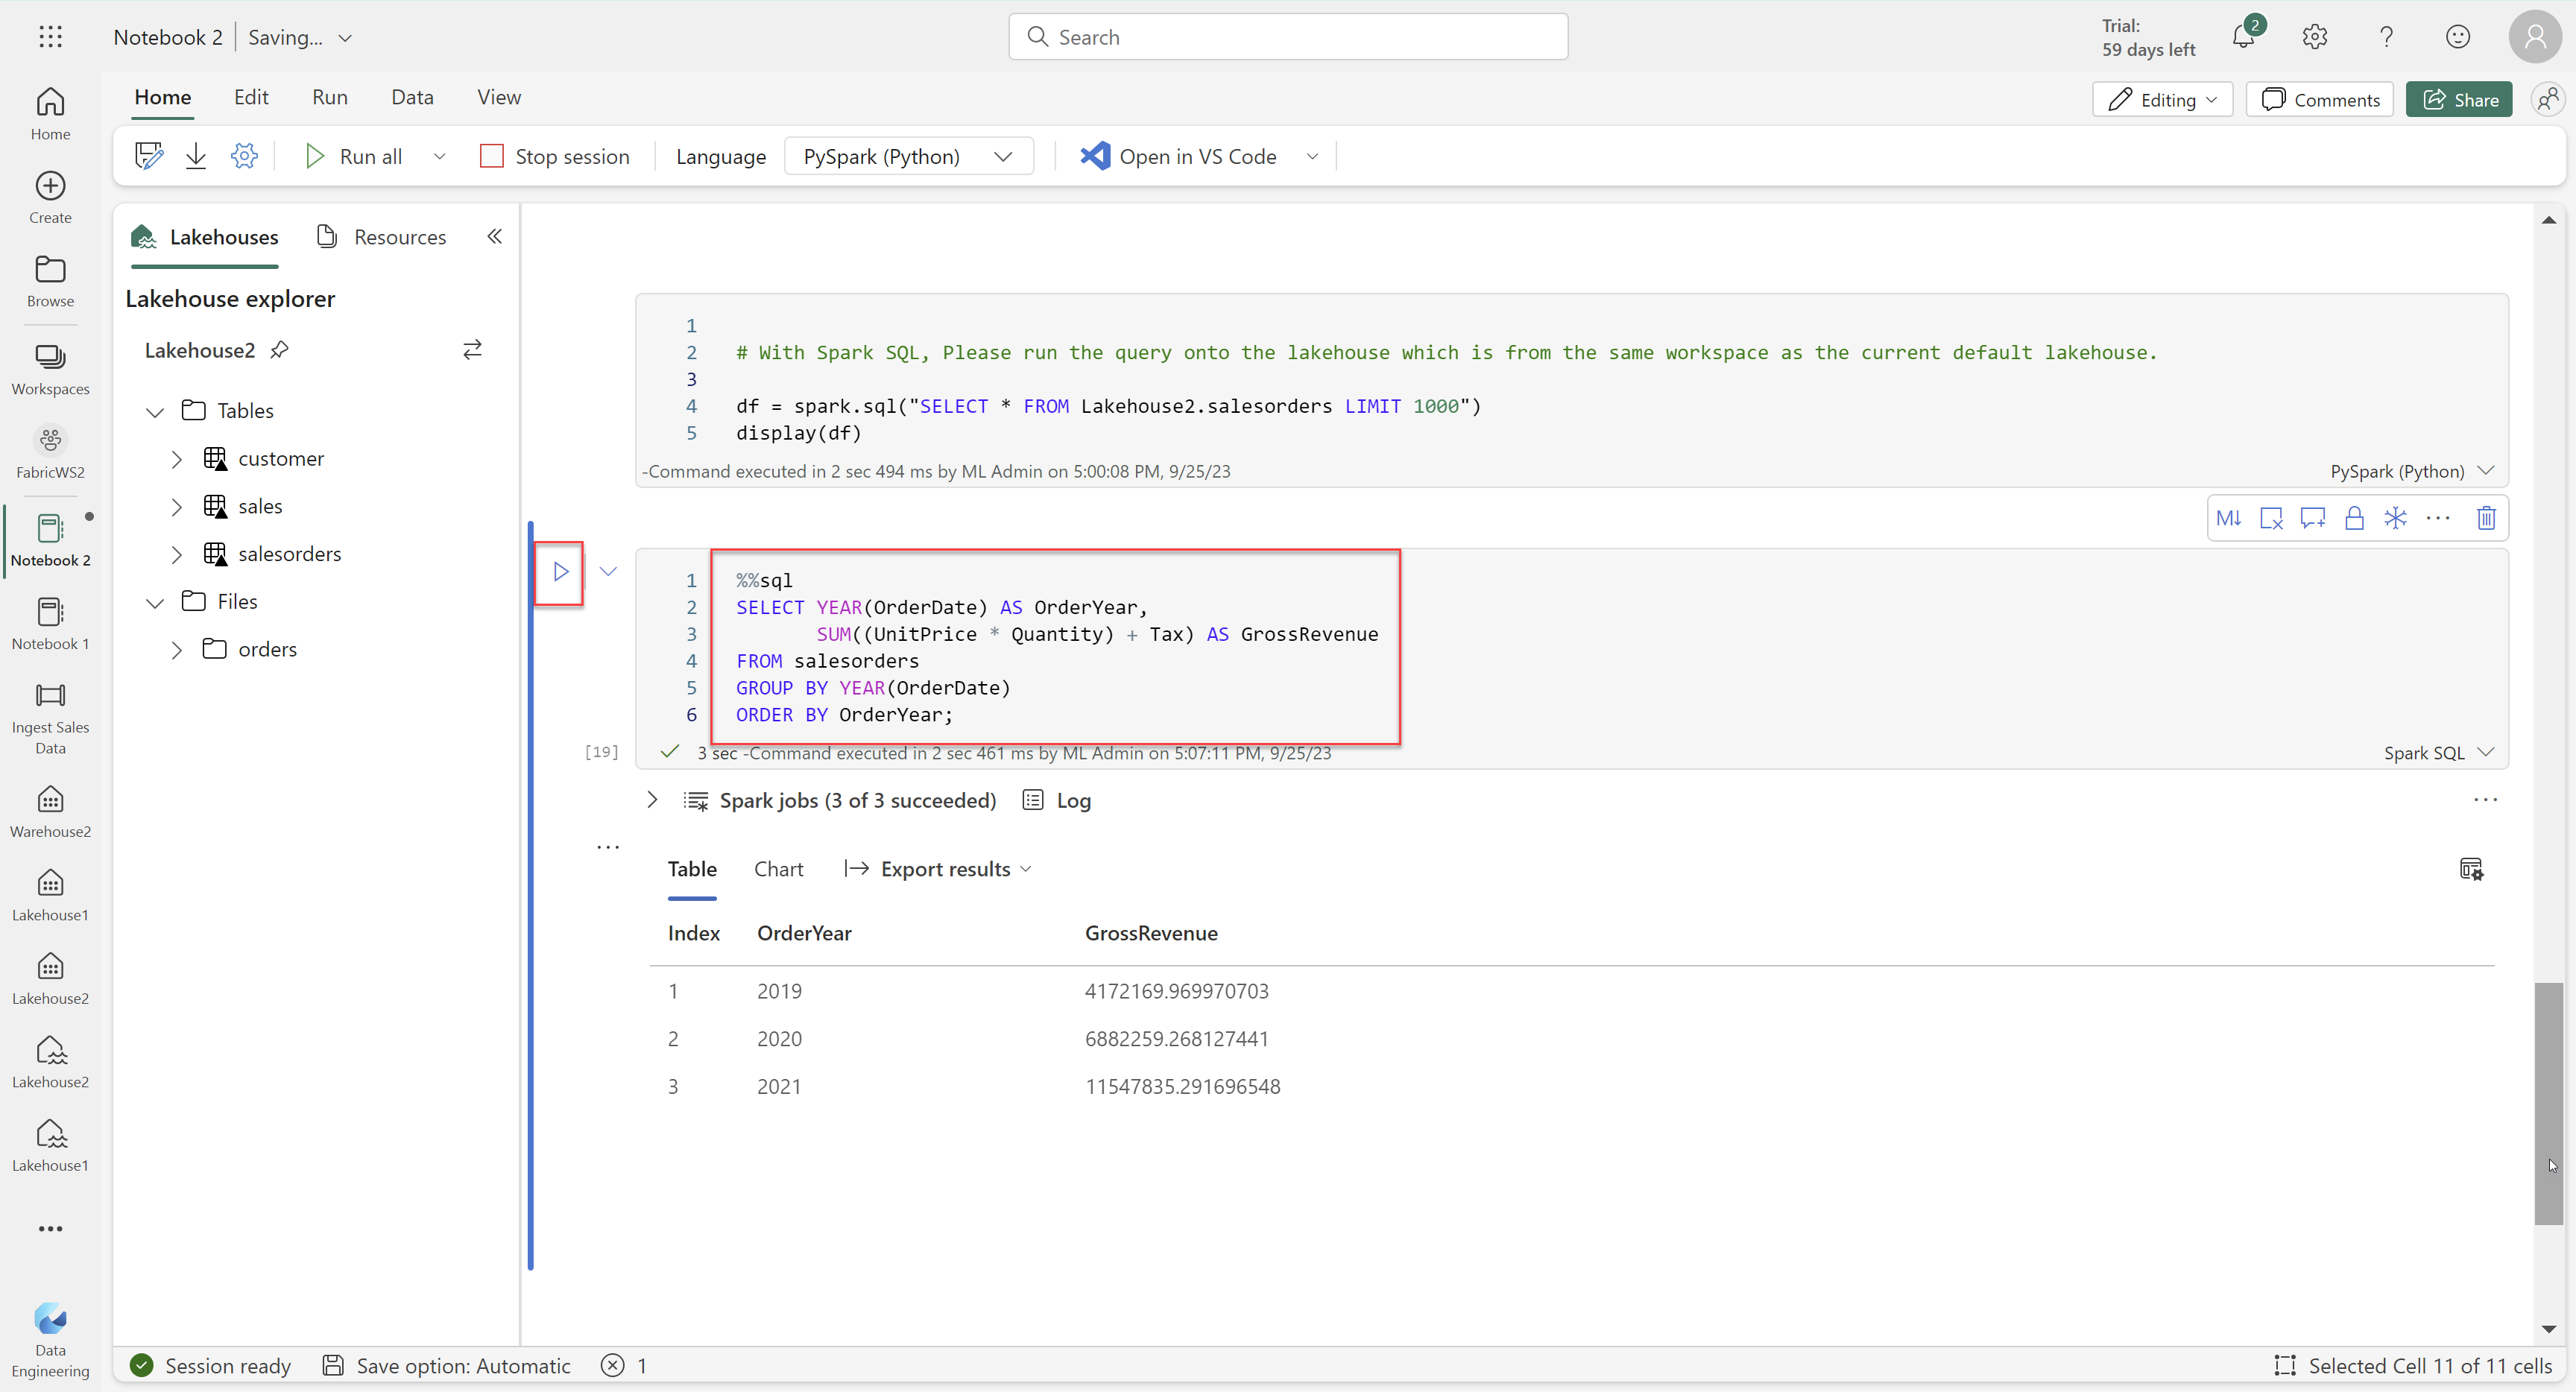 Notebook 2
Saving...
Search
Trial:
59 days left
2
Home
Edit
Run
Data
View
Editing
Comments
Share
Run all
Stop session
Language
PySpark (Python)
Open in VS Code
Home
Create
Browse
Workspaces
FabricWS2
Notebook 2
Notebook 1
Ingest Sales
Data
Warehouse2
Lakehouse1
Lakehouse2
Lakehouse2
Lakehouse1
Data
Engineering
Lakehouses
Resources
Lakehouse explorer
Lakehouse2
Tables
customer
sales
salesorders
Files
orders
1
2 # With Spark SQL, Please run the query onto the lakehouse which is from the same workspace as the current default lakehouse.
3
4 df = spark.sql("SELECT * FROM Lakehouse2.salesorders LIMIT 1000")
5 display(df)
-Command executed in 2 sec 494 ms by ML Admin on 5:00:08 PM, 9/25/23
PySpark (Python)
M↓
1 %%sql
2 SELECT YEAR(OrderDate) AS OrderYear,
3 SUM((UnitPrice * Quantity) + Tax) AS GrossRevenue
4 FROM salesorders
5 GROUP BY YEAR(OrderDate)
6 ORDER BY OrderYear;
[19]
3 sec -Command executed in 2 sec 461 ms by ML Admin on 5:07:11 PM, 9/25/23
Spark SQL
Spark jobs (3 of 3 succeeded)
Log
Table
Chart
Export results
Index OrderYear GrossRevenue
1 2019 4172169.969970703
2 2020 6882259.268127441
3 2021 11547835.291696548
Session ready
Save option: Automatic
1
Selected Cell 11 of 11 cells